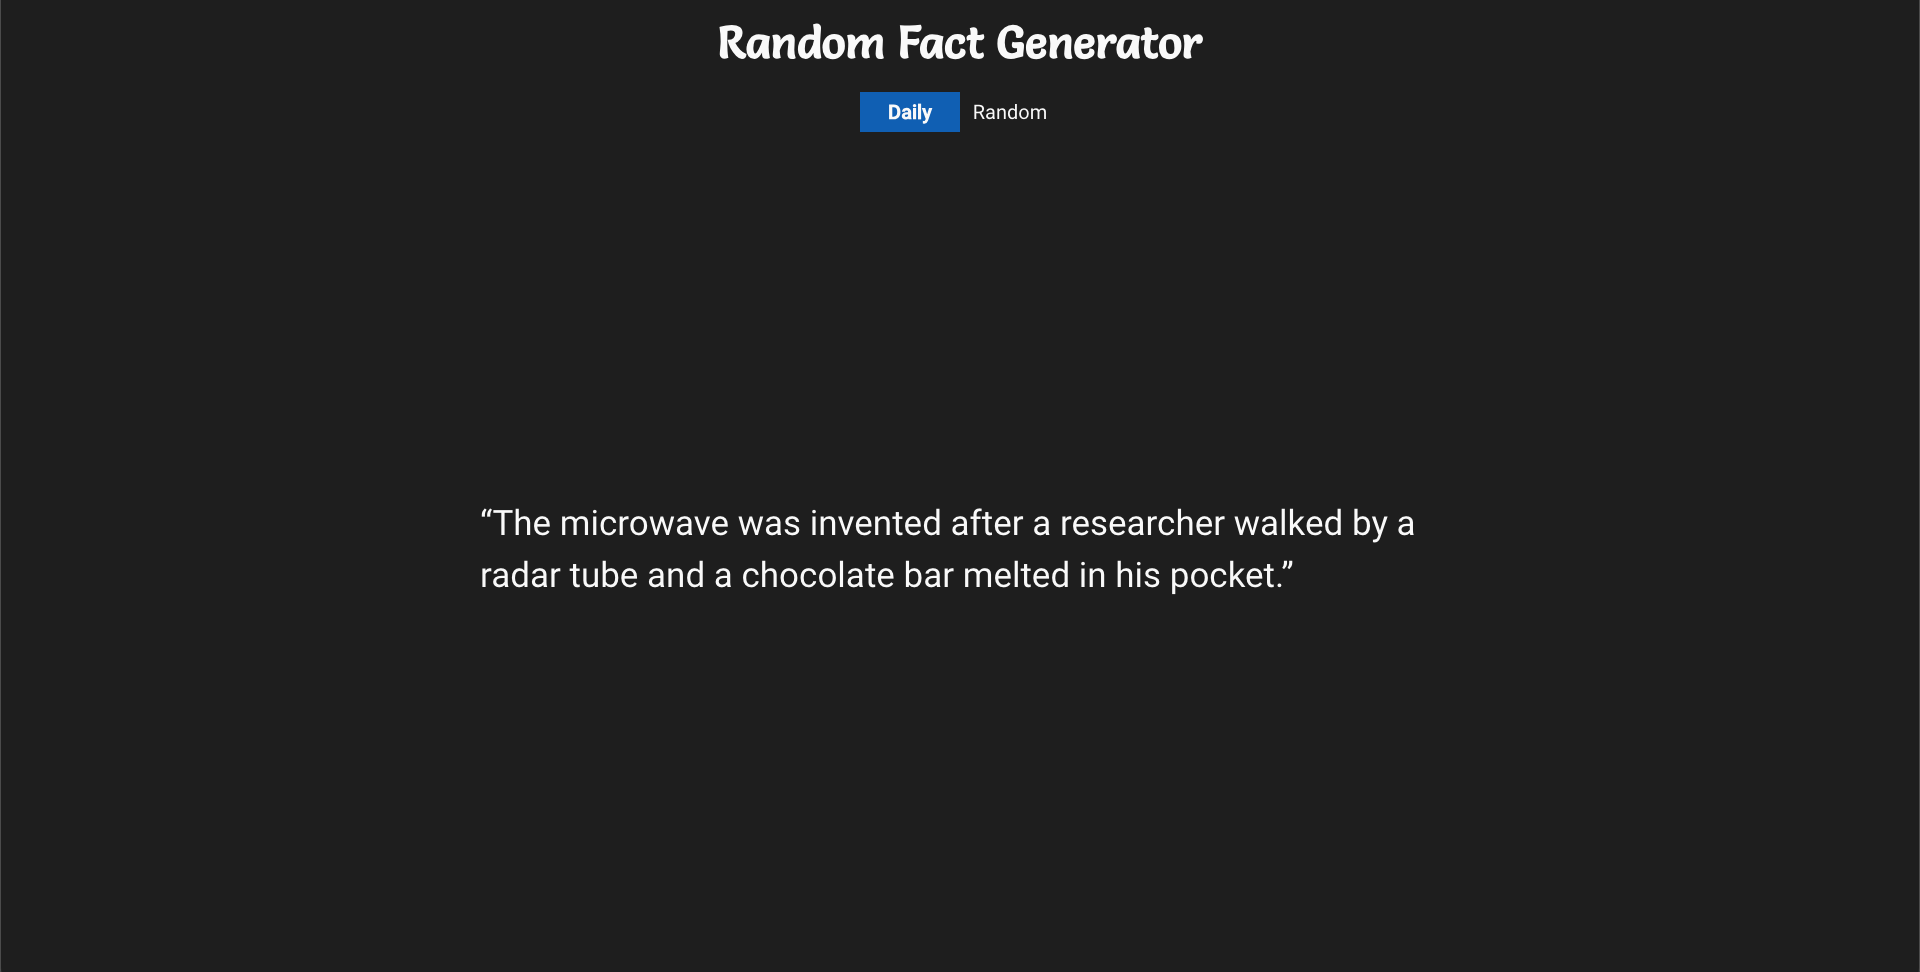 Random Fact Generator
Daily Random
“The microwave was invented after a researcher walked by a
radar tube and a chocolate bar melted in his pocket.”